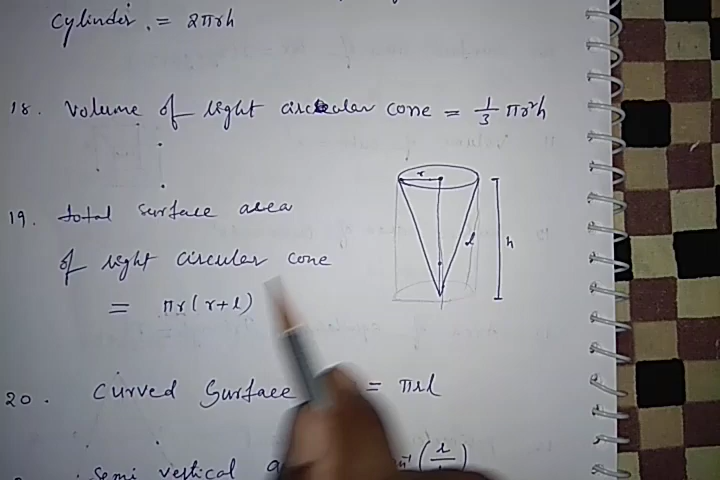 cylinder. = 2πrh
18. Volume of right circular cone = 1/3 πr²h
19. total surface area
of right circular cone
= πr(r+l)
r
l
h
20. Curved Surface = πrl
semi vertical